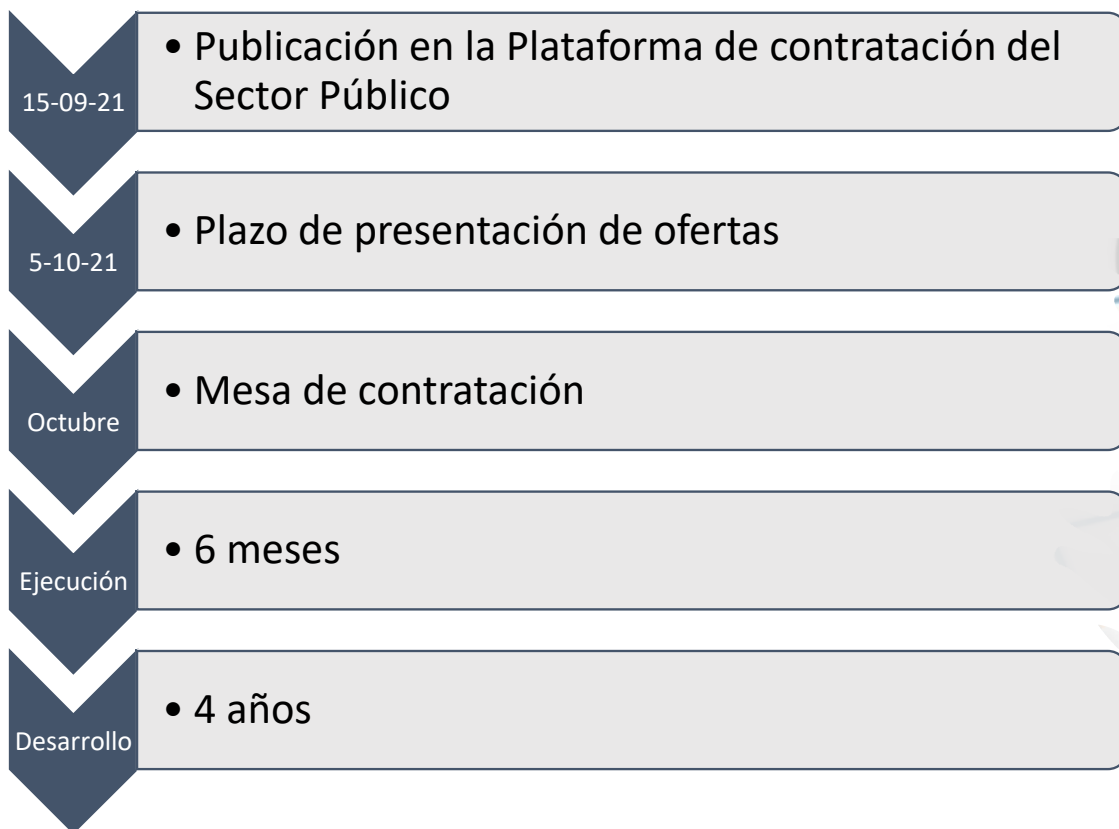 15-09-21
• Publicación en la Plataforma de contratación del
Sector Público
5-10-21
• Plazo de presentación de ofertas
Octubre
• Mesa de contratación
Ejecución
• 6 meses
Desarrollo
• 4 años